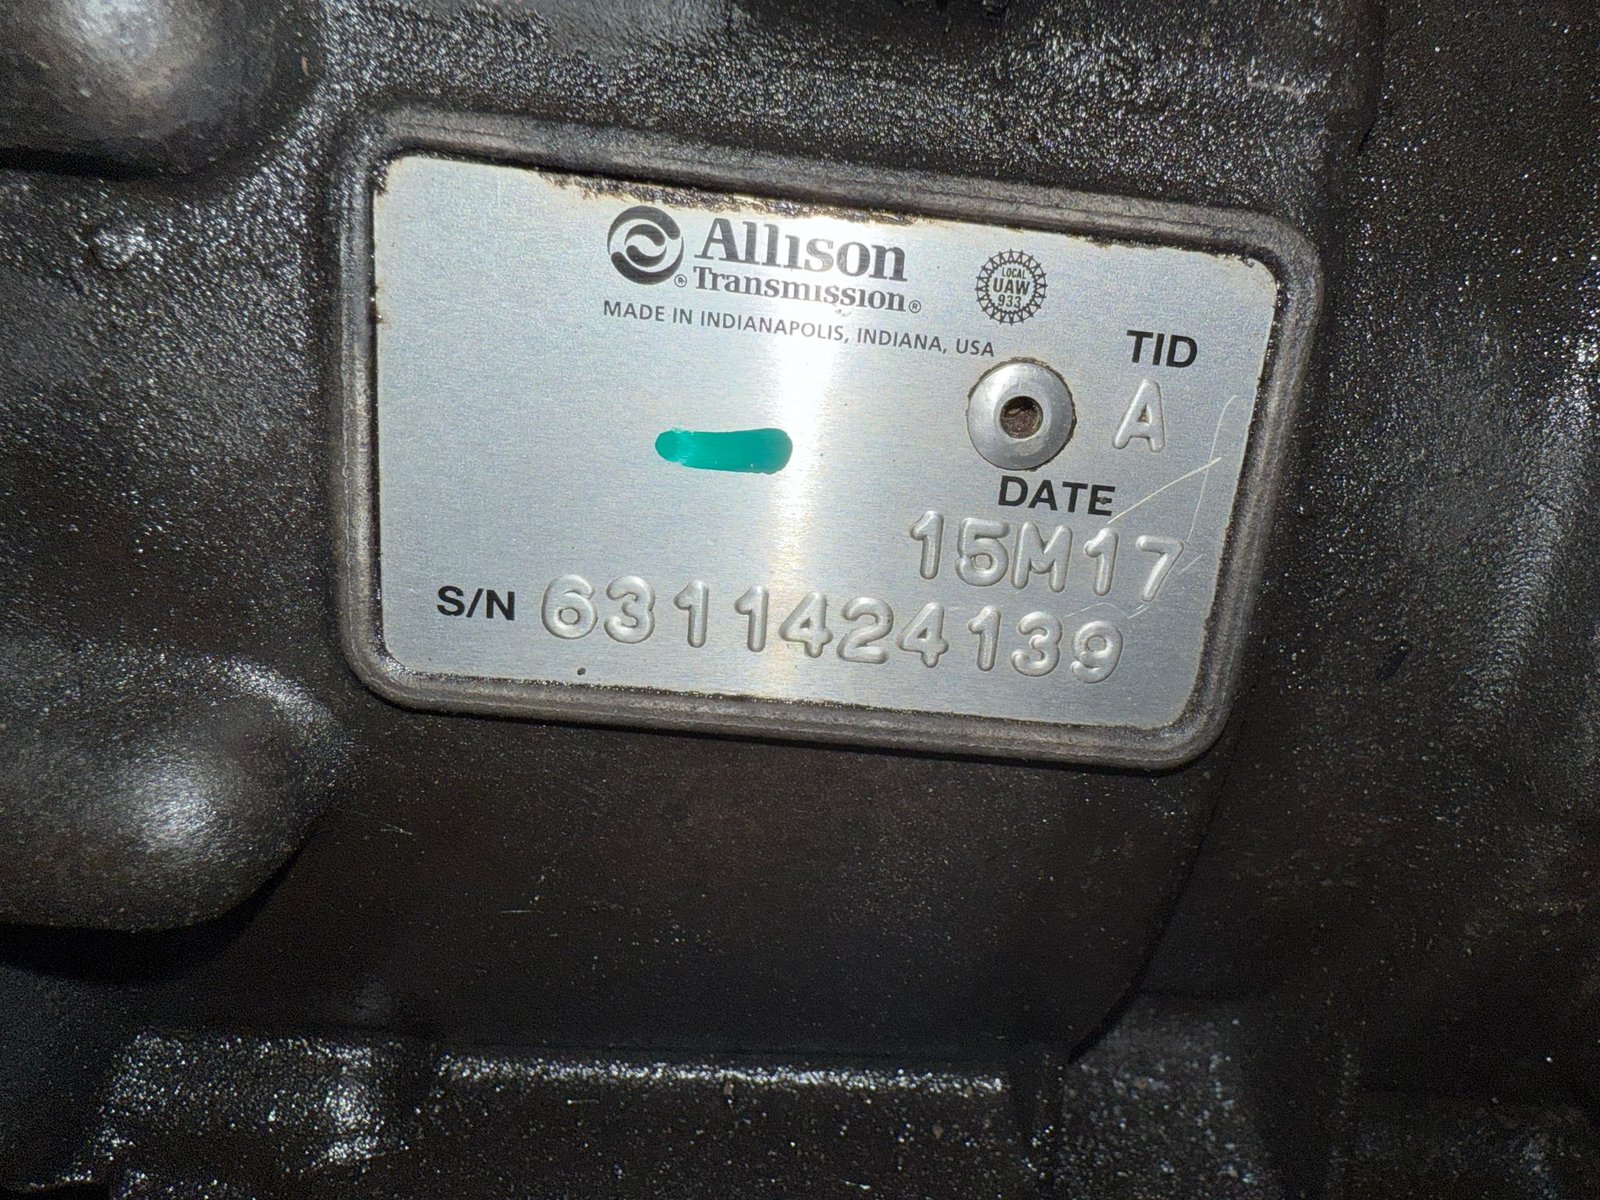 Allison
® Transmission®
LOCAL
UAW
933
MADE IN INDIANAPOLIS, INDIANA, USA
TID
A
DATE
15M17
S/N 6311424139